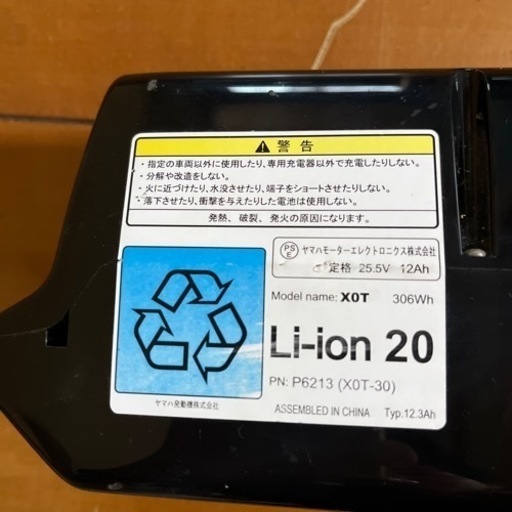 ⚠ 警告
・指定の車両以外に使用したり、専用充電器以外で充電したりしない。
・分解や改造をしない。
・火に近づけたり、水没させたり、端子をショートさせたりしない。
・落下させたり、衝撃を与えたりした電池は使用しない。
発熱、破裂、発火の原因になります。
PSE ヤマハモーターエレクトロニクス株式会社
定格 25.5V 12Ah
Model name: X0T 306Wh
Li-ion 20
PN: P6213 (X0T-30)
ヤマハ発動機株式会社
ASSEMBLED IN CHINA Typ.12.3Ah